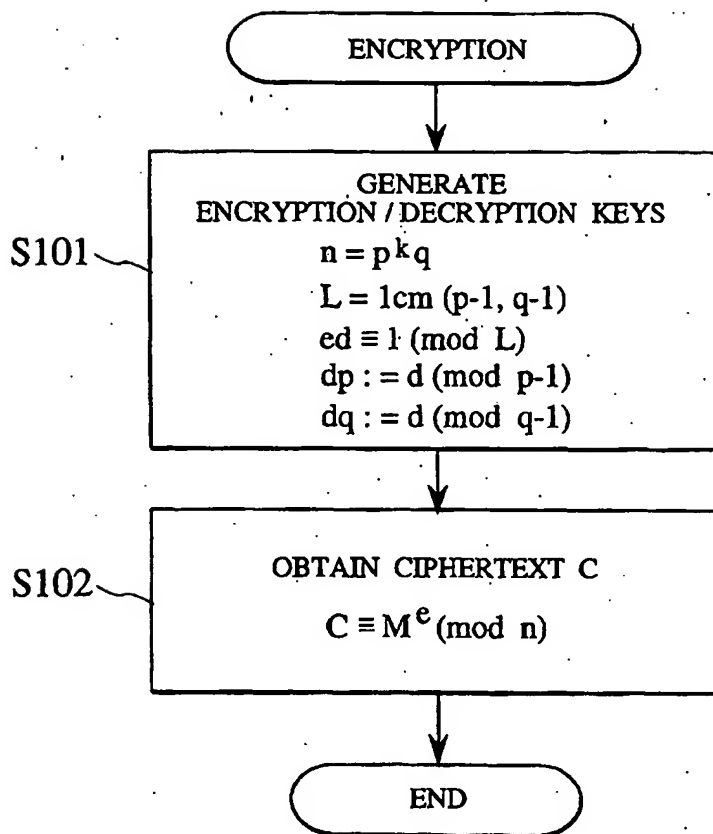 ENCRYPTION
S101
GENERATE
ENCRYPTION / DECRYPTION KEYS
n = p^k q
L = 1cm (p-1, q-1)
ed ≡ 1 (mod L)
dp : = d (mod p-1)
dq : = d (mod q-1)
S102
OBTAIN CIPHERTEXT C
C ≡ M^e (mod n)
END